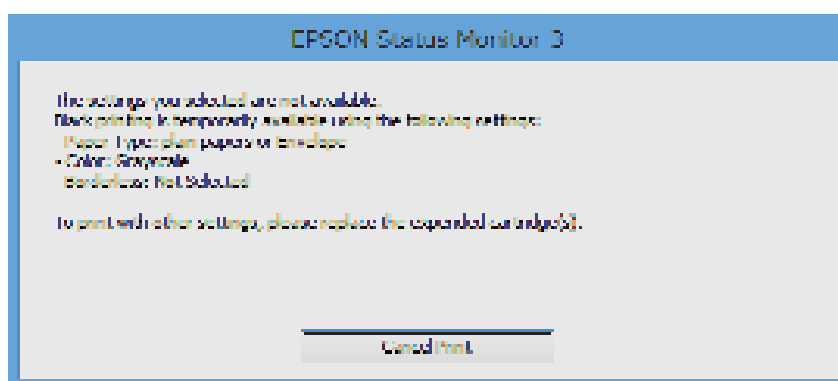 EPSON Status Monitor 3
The settings you selected are not available.
Black printing is temporarily available using the following settings:
- Paper Type: plain papers or Envelope
- Color: Grayscale
- Borderless: Not Selected
To print with other settings, please replace the expended cartridge(s).
Cancel Print